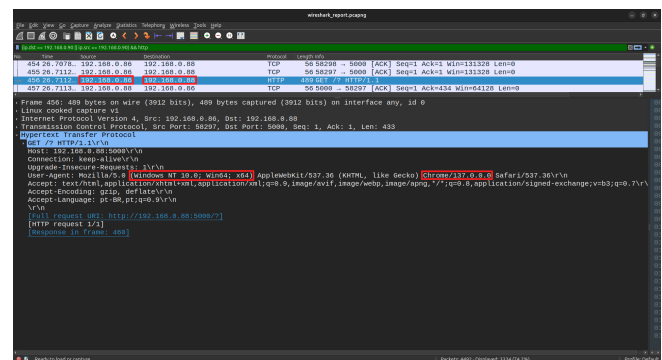 wireshark_report.pcapng
File Edit View Go Capture Analyze Statistics Telephony Wireless Tools Help
(ip.dst == 192.168.0.90 || ip.src == 192.168.0.90) && http
No. Time Source Destination Protocol Length Info
454 26.7078… 192.168.0.86 192.168.0.88 TCP 56 58298 → 5000 [ACK] Seq=1 Ack=1 Win=131328 Len=0
455 26.7112… 192.168.0.86 192.168.0.88 TCP 56 58297 → 5000 [ACK] Seq=1 Ack=1 Win=131328 Len=0
456 26.7112… 192.168.0.86 192.168.0.88 HTTP 489 GET /? HTTP/1.1
457 26.7113… 192.168.0.88 192.168.0.86 TCP 56 5000 → 58297 [ACK] Seq=1 Ack=434 Win=64128 Len=0
Frame 456: 489 bytes on wire (3912 bits), 489 bytes captured (3912 bits) on interface any, id 0
Linux cooked capture v1
Internet Protocol Version 4, Src: 192.168.0.86, Dst: 192.168.0.88
Transmission Control Protocol, Src Port: 58297, Dst Port: 5000, Seq: 1, Ack: 1, Len: 433
Hypertext Transfer Protocol
GET /? HTTP/1.1\r\n
Host: 192.168.0.88:5000\r\n
Connection: keep-alive\r\n
Upgrade-Insecure-Requests: 1\r\n
User-Agent: Mozilla/5.0 (Windows NT 10.0; Win64; x64) AppleWebKit/537.36 (KHTML, like Gecko) Chrome/137.0.0.0 Safari/537.36\r\n
Accept: text/html,application/xhtml+xml,application/xml;q=0.9,image/avif,image/webp,image/apng,*/*;q=0.8,application/signed-exchange;v=b3;q=0.7\r\
Accept-Encoding: gzip, deflate\r\n
Accept-Language: pt-BR,pt;q=0.9\r\n
\r\n
[Full request URI: http://192.168.0.88:5000/?]
[HTTP request 1/1]
[Response in frame: 460]
Ready to load or capture